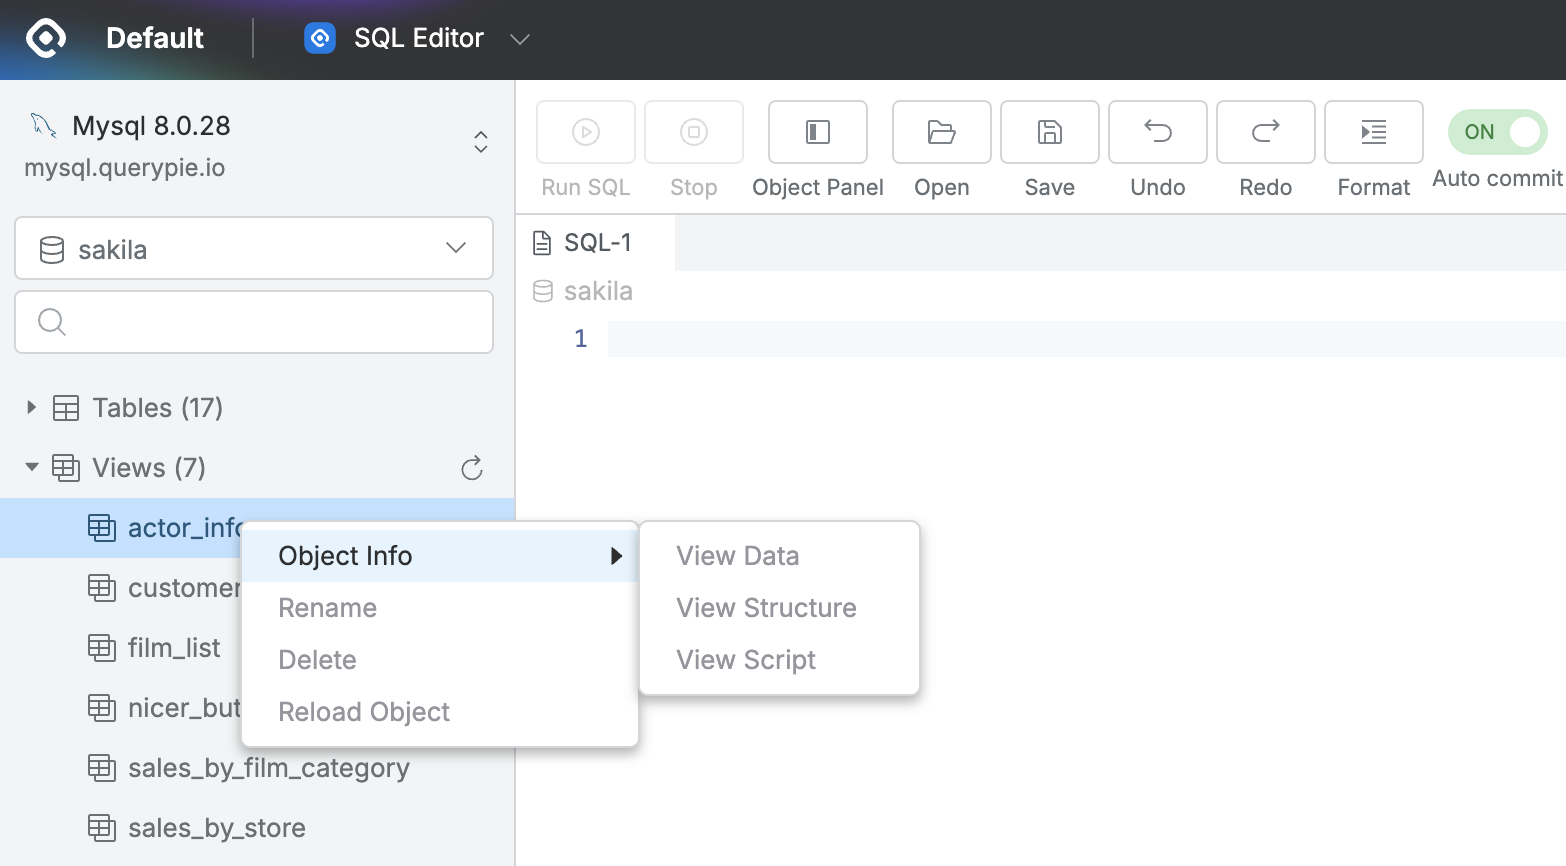 Default
SQL Editor
Mysql 8.0.28
mysql.querypie.io
sakila
Run SQL
Stop
Object Panel
Open
Save
Undo
Redo
Format
ON
Auto commit
SQL-1
sakila
1
Tables (17)
Views (7)
actor_info
customer
film_list
nicer_but
sales_by_film_category
sales_by_store
Object Info
Rename
Delete
Reload Object
View Data
View Structure
View Script